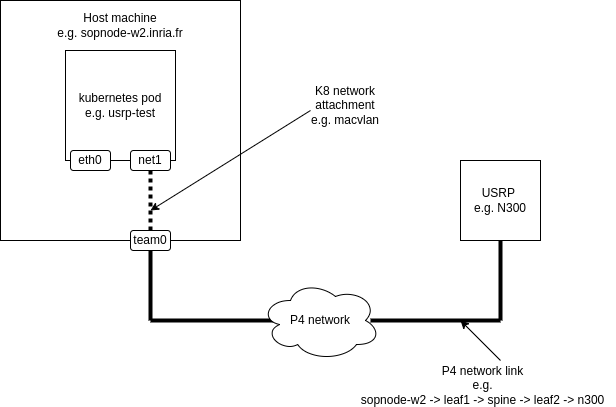 Host machine
e.g. sopnode-w2.inria.fr
kubernetes pod
e.g. usrp-test
eth0
net1
team0
K8 network
attachment
e.g. macvlan
USRP
e.g. N300
P4 network
P4 network link
e.g.
sopnode-w2 -> leaf1 -> spine -> leaf2 -> n300